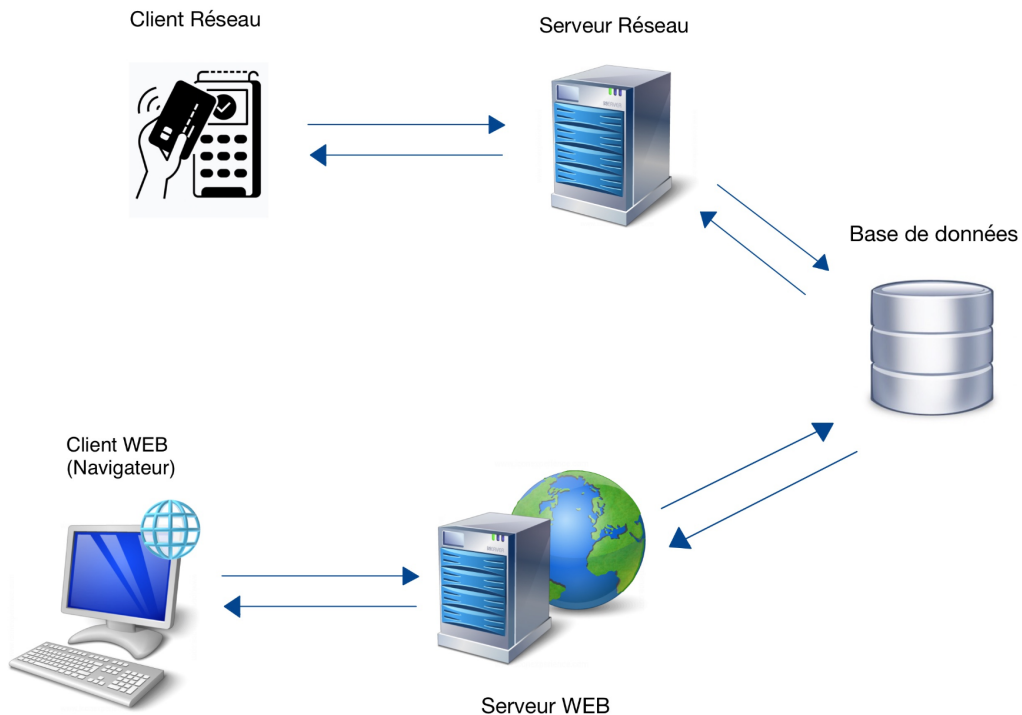 Client Réseau
Serveur Réseau
Base de données
Client WEB
(Navigateur)
Serveur WEB